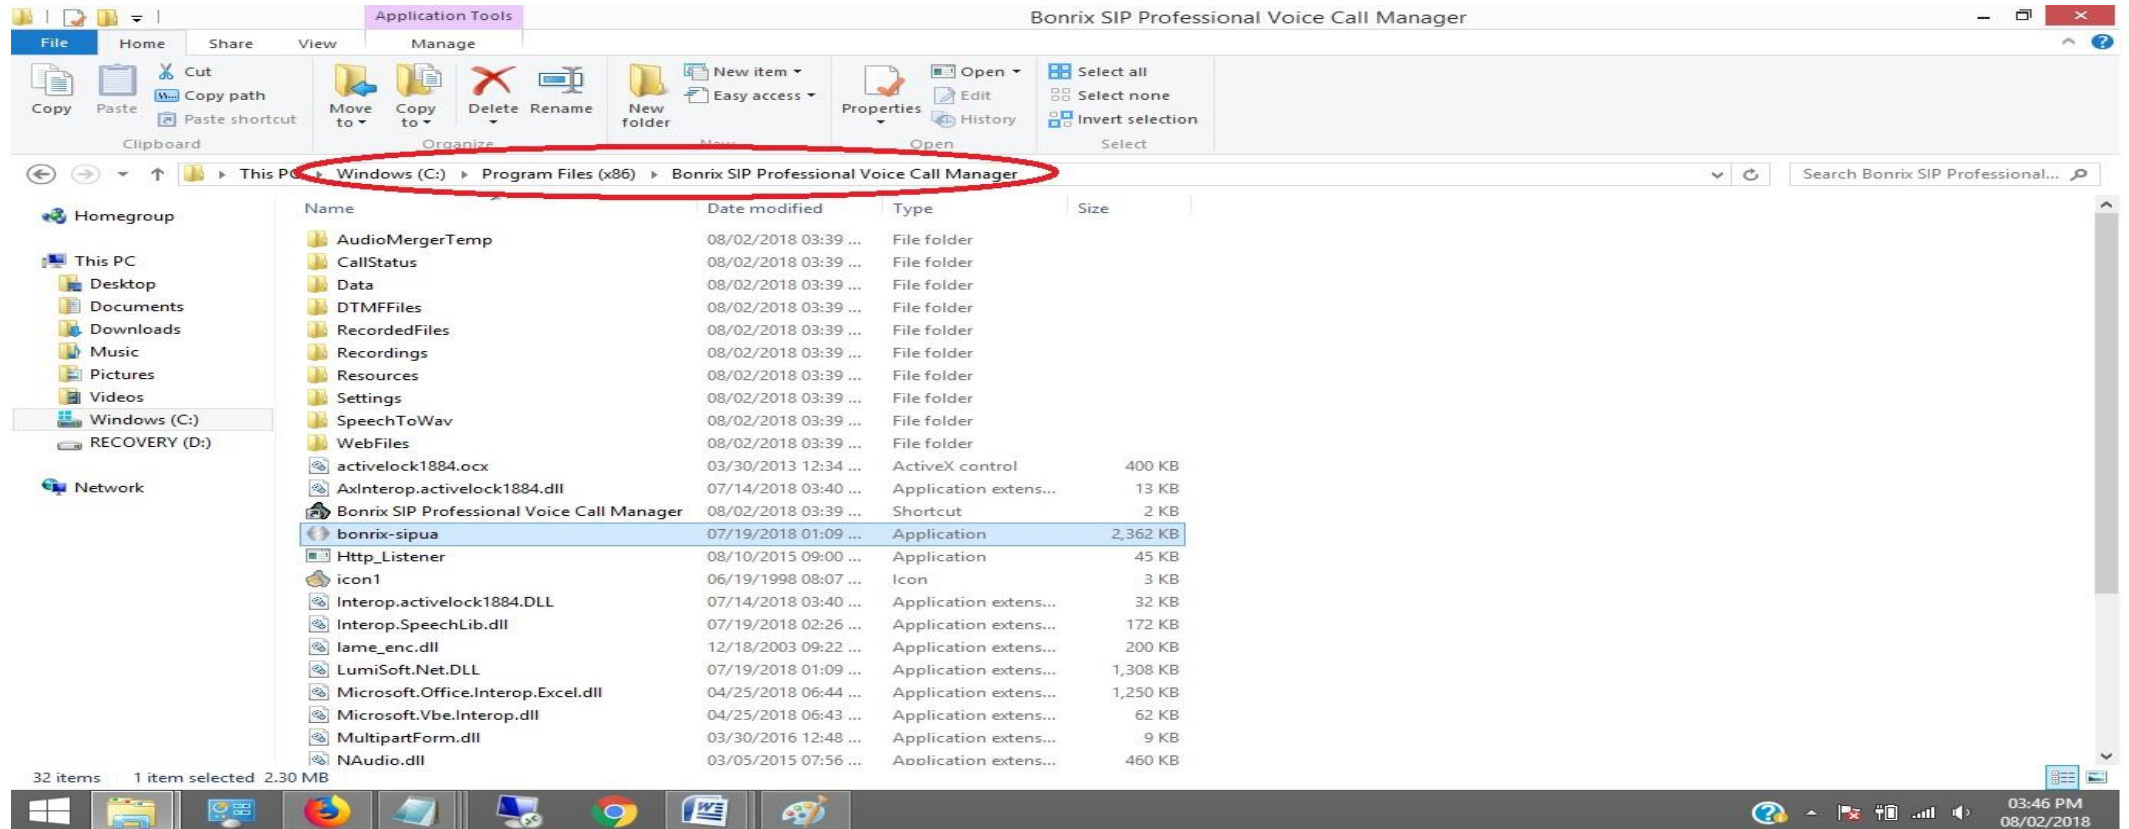 Application Tools
Bonrix SIP Professional Voice Call Manager
File Home Share View Manage
Copy Paste Cut Copy path Paste shortcut
Move to Copy to Delete Rename
New folder New item Easy access
Properties Open Edit History
Select all Select none Invert selection
Clipboard Organize New Open Select
This PC Windows (C:) Program Files (x86) Bonrix SIP Professional Voice Call Manager
Search Bonrix SIP Professional...
Homegroup
This PC
Desktop
Documents
Downloads
Music
Pictures
Videos
Windows (C:)
RECOVERY (D:)
Network
Name Date modified Type Size
AudioMergerTemp 08/02/2018 03:39 ... File folder
CallStatus 08/02/2018 03:39 ... File folder
Data 08/02/2018 03:39 ... File folder
DTMFFiles 08/02/2018 03:39 ... File folder
RecordedFiles 08/02/2018 03:39 ... File folder
Recordings 08/02/2018 03:39 ... File folder
Resources 08/02/2018 03:39 ... File folder
Settings 08/02/2018 03:39 ... File folder
SpeechToWav 08/02/2018 03:39 ... File folder
WebFiles 08/02/2018 03:39 ... File folder
activelock1884.ocx 03/30/2013 12:34 ... ActiveX control 400 KB
AxInterop.activelock1884.dll 07/14/2018 03:40 ... Application extens... 13 KB
Bonrix SIP Professional Voice Call Manager 08/02/2018 03:39 ... Shortcut 2 KB
bonrix-sipua 07/19/2018 01:09 ... Application 2,362 KB
Http_Listener 08/10/2015 09:00 ... Application 45 KB
icon1 06/19/1998 08:07 ... Icon 3 KB
Interop.activelock1884.DLL 07/14/2018 03:40 ... Application extens... 32 KB
Interop.SpeechLib.dll 07/19/2018 02:26 ... Application extens... 172 KB
lame_enc.dll 12/18/2003 09:22 ... Application extens... 200 KB
LumiSoft.Net.DLL 07/19/2018 01:09 ... Application extens... 1,308 KB
Microsoft.Office.Interop.Excel.dll 04/25/2018 06:44 ... Application extens... 1,250 KB
Microsoft.Vbe.Interop.dll 04/25/2018 06:43 ... Application extens... 62 KB
MultipartForm.dll 03/30/2016 12:48 ... Application extens... 9 KB
NAudio.dll 03/05/2015 07:56 ... Application extens... 460 KB
32 items 1 item selected 2.30 MB
03:46 PM
08/02/2018